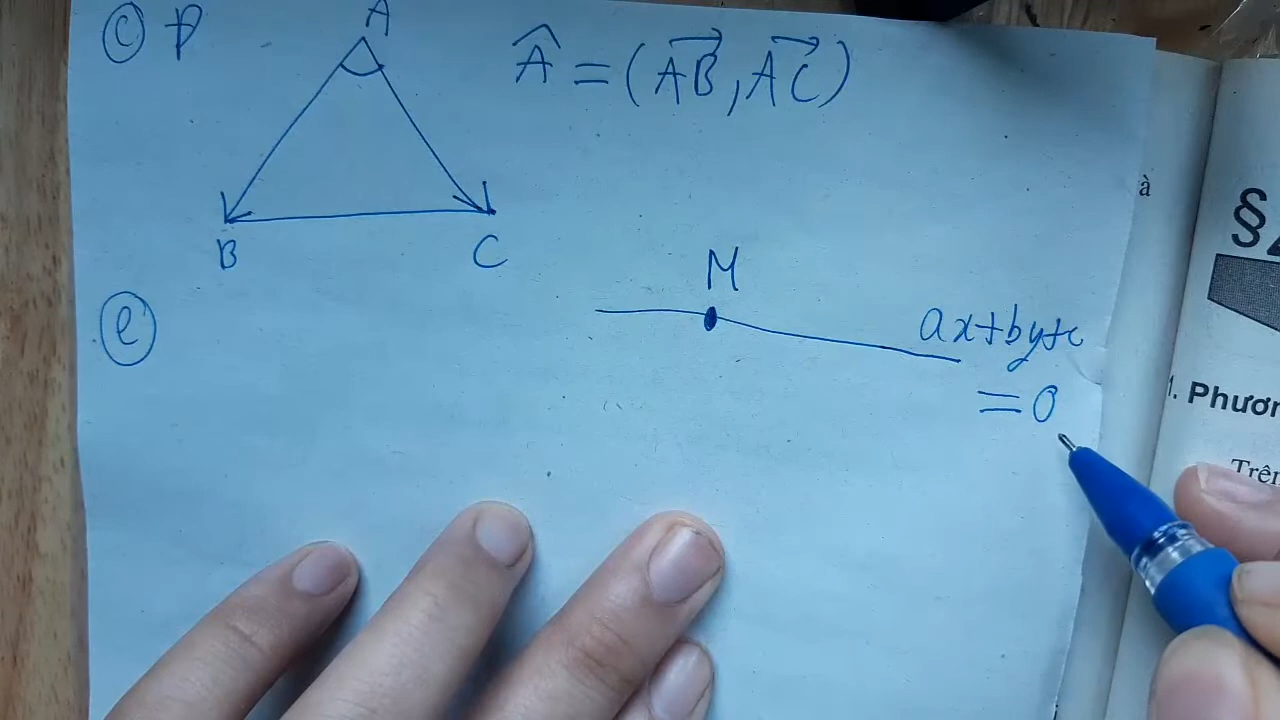 Ⓒ Đ
A
Â = (AB, AC)
B
C
M
ⓔ
ax+by+c
= 0
à
§
1. Phươn
Trên